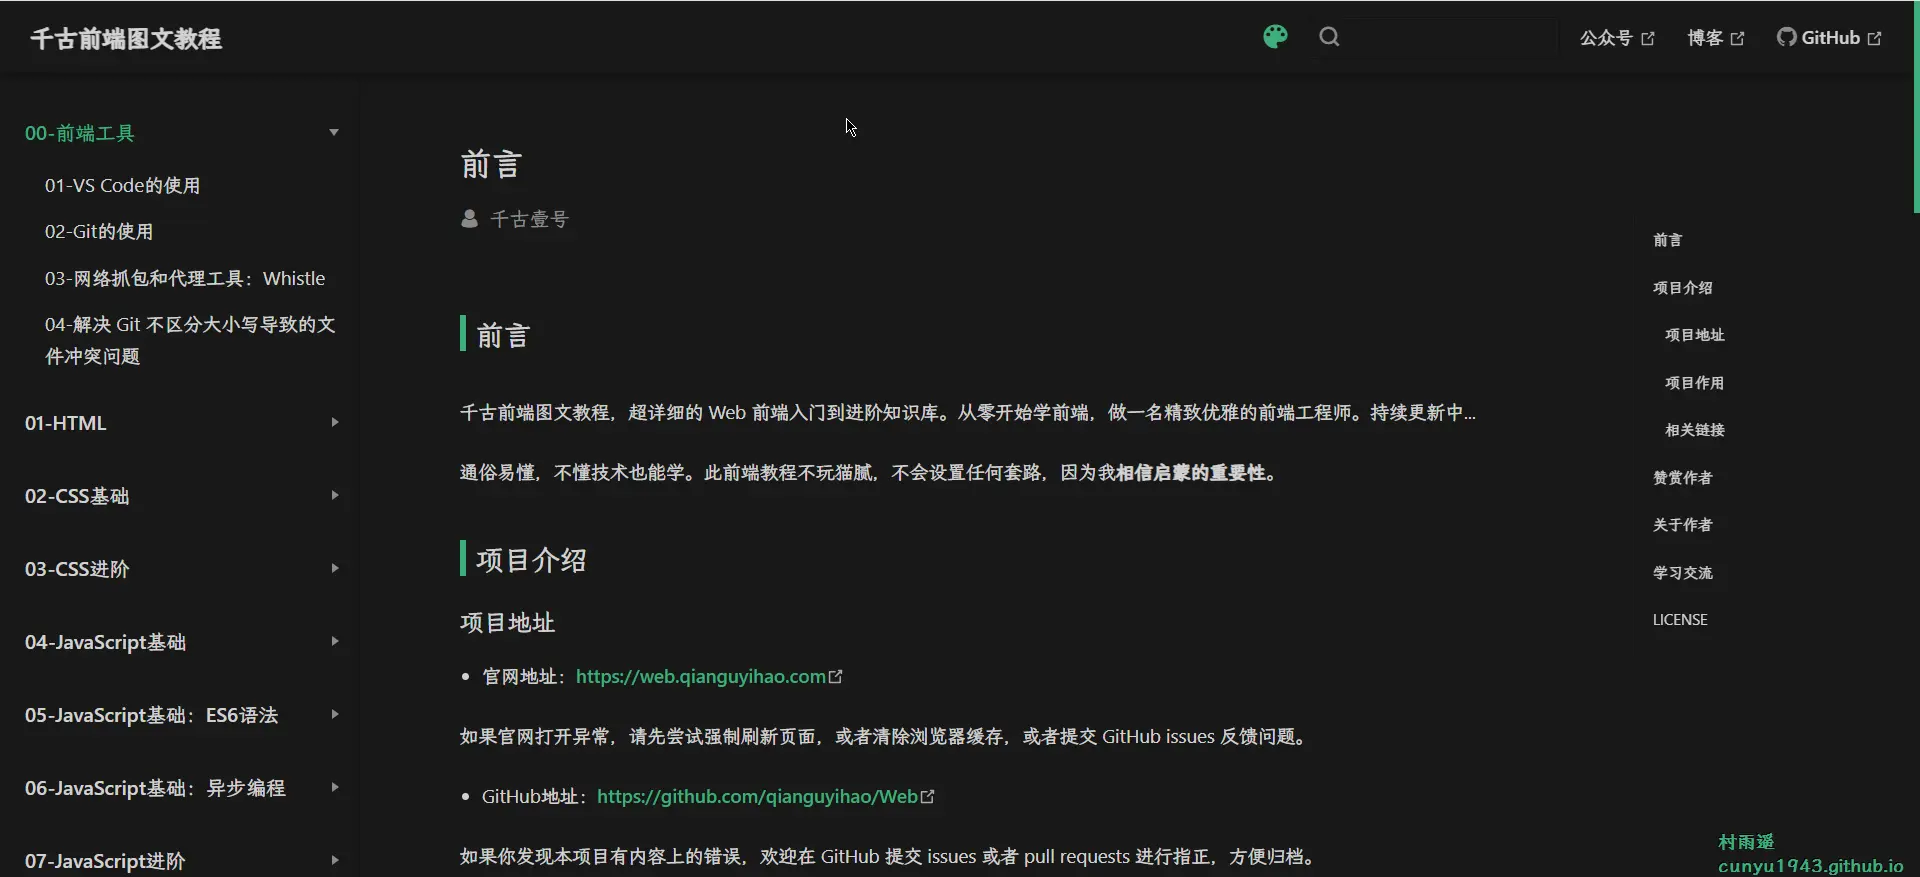 千古前端图文教程
公众号
博客
GitHub
00-前端工具
01-VS Code的使用
02-Git的使用
03-网络抓包和代理工具：Whistle
04-解决 Git 不区分大小写导致的文
件冲突问题
01-HTML
02-CSS基础
03-CSS进阶
04-JavaScript基础
05-JavaScript基础：ES6语法
06-JavaScript基础：异步编程
07-JavaScript进阶
前言
千古壹号
前言
千古前端图文教程，超详细的 Web 前端入门到进阶知识库。从零开始学前端，做一名精致优雅的前端工程师。持续更新中...
通俗易懂，不懂技术也能学。此前端教程不玩猫腻，不会设置任何套路，因为我相信启蒙的重要性。
项目介绍
项目地址
官网地址：https://web.qianguyihao.com
如果官网打开异常，请先尝试强制刷新页面，或者清除浏览器缓存，或者提交 GitHub issues 反馈问题。
GitHub地址：https://github.com/qianguyihao/Web
如果你发现本项目有内容上的错误，欢迎在 GitHub 提交 issues 或者 pull requests 进行指正，方便归档。
前言
项目介绍
项目地址
项目作用
相关链接
赞赏作者
关于作者
学习交流
LICENSE
村雨遥
cunyu1943.github.io